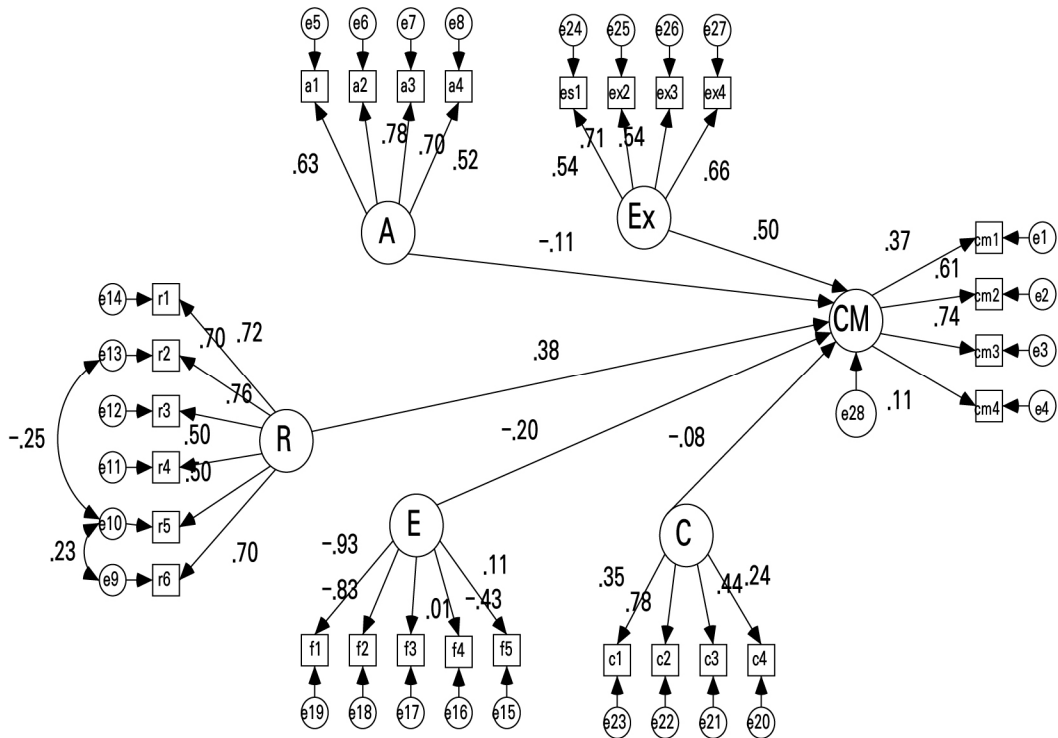 e5 e6 e7 e8
e24 e25 e26 e27
a1 a2 a3 a4
es1 ex2 ex3 ex4
.78 .70
.71 .54
.63 .52
.54 .66
A
Ex
-.11
.50
.37
cm1 e1
.61
cm2 e2
.74
CM
cm3 e3
.11
cm4 e4
e28
e14 r1
.70 .72
e13 r2
.76
e12 r3
.50
e11 r4
.50
e10 r5
e9 r6
-.25
.23
.70
R
.38
-.20
-.08
E
C
-.93
.11
-.83
.01 -.43
.35
.44 .24
.78
f1 f2 f3 f4 f5
c1 c2 c3 c4
e19 e18 e17 e16 e15
e23 e22 e21 e20